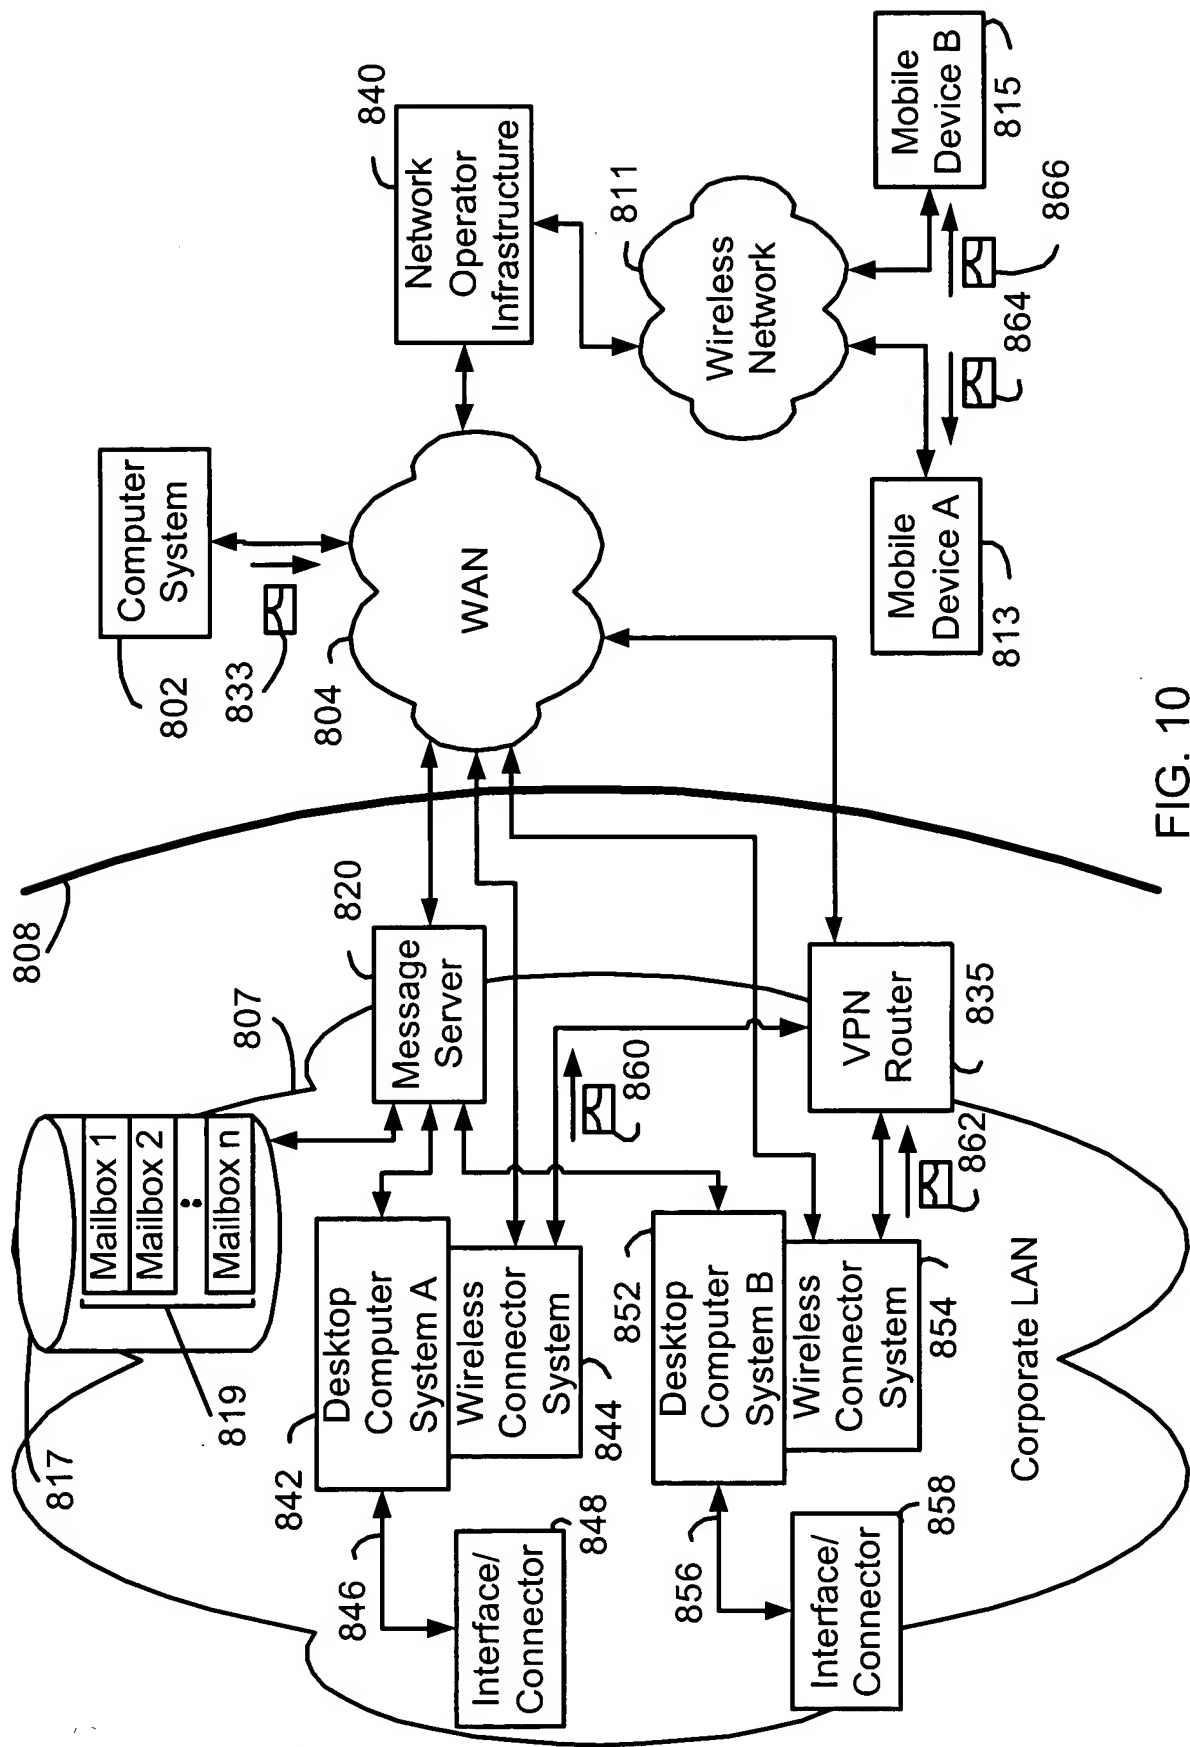 817
819
Mailbox 1
Mailbox 2
Mailbox n
807
808
820
Message
Server
802
Computer
System
833
804
WAN
840
Network
Operator
Infrastructure
842
Desktop
Computer
System A
Wireless
Connector
System
844
846
Interface/
Connector
848
860
811
Wireless
Network
852
Desktop
Computer
System B
Wireless
Connector
System
854
856
Interface/
Connector
858
862
VPN
Router
835
Mobile
Device A
813
864
Mobile
Device B
815
866
Corporate LAN
FIG. 10